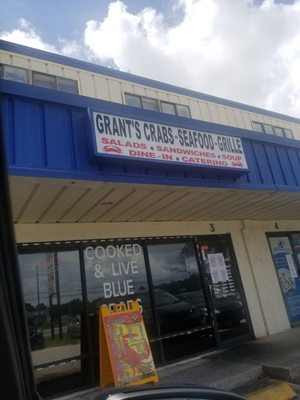 GRANT'S CRABS-SEAFOOD-GRILLE
SALADS • SANDWICHES • SOUP
DINE-IN • CATERING
3
4
COOKED
& LIVE
BLUE